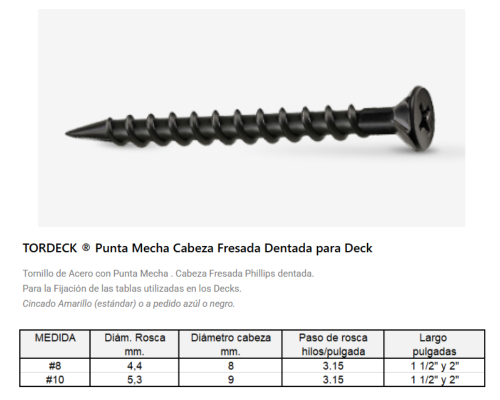 TORDECK ® Punta Mecha Cabeza Fresada Dentada para Deck
Tornillo de Acero con Punta Mecha . Cabeza Fresada Phillips dentada.
Para la Fijación de las tablas utilizadas en los Decks.
Cincado Amarillo (estándar) o a pedido azúl o negro.
MEDIDA Diám. Rosca Diámetro cabeza Paso de rosca Largo
mm. mm. hilos/pulgada pulgadas
#8 4,4 8 3.15 1 1/2" y 2"
#10 5,3 9 3.15 1 1/2" y 2"